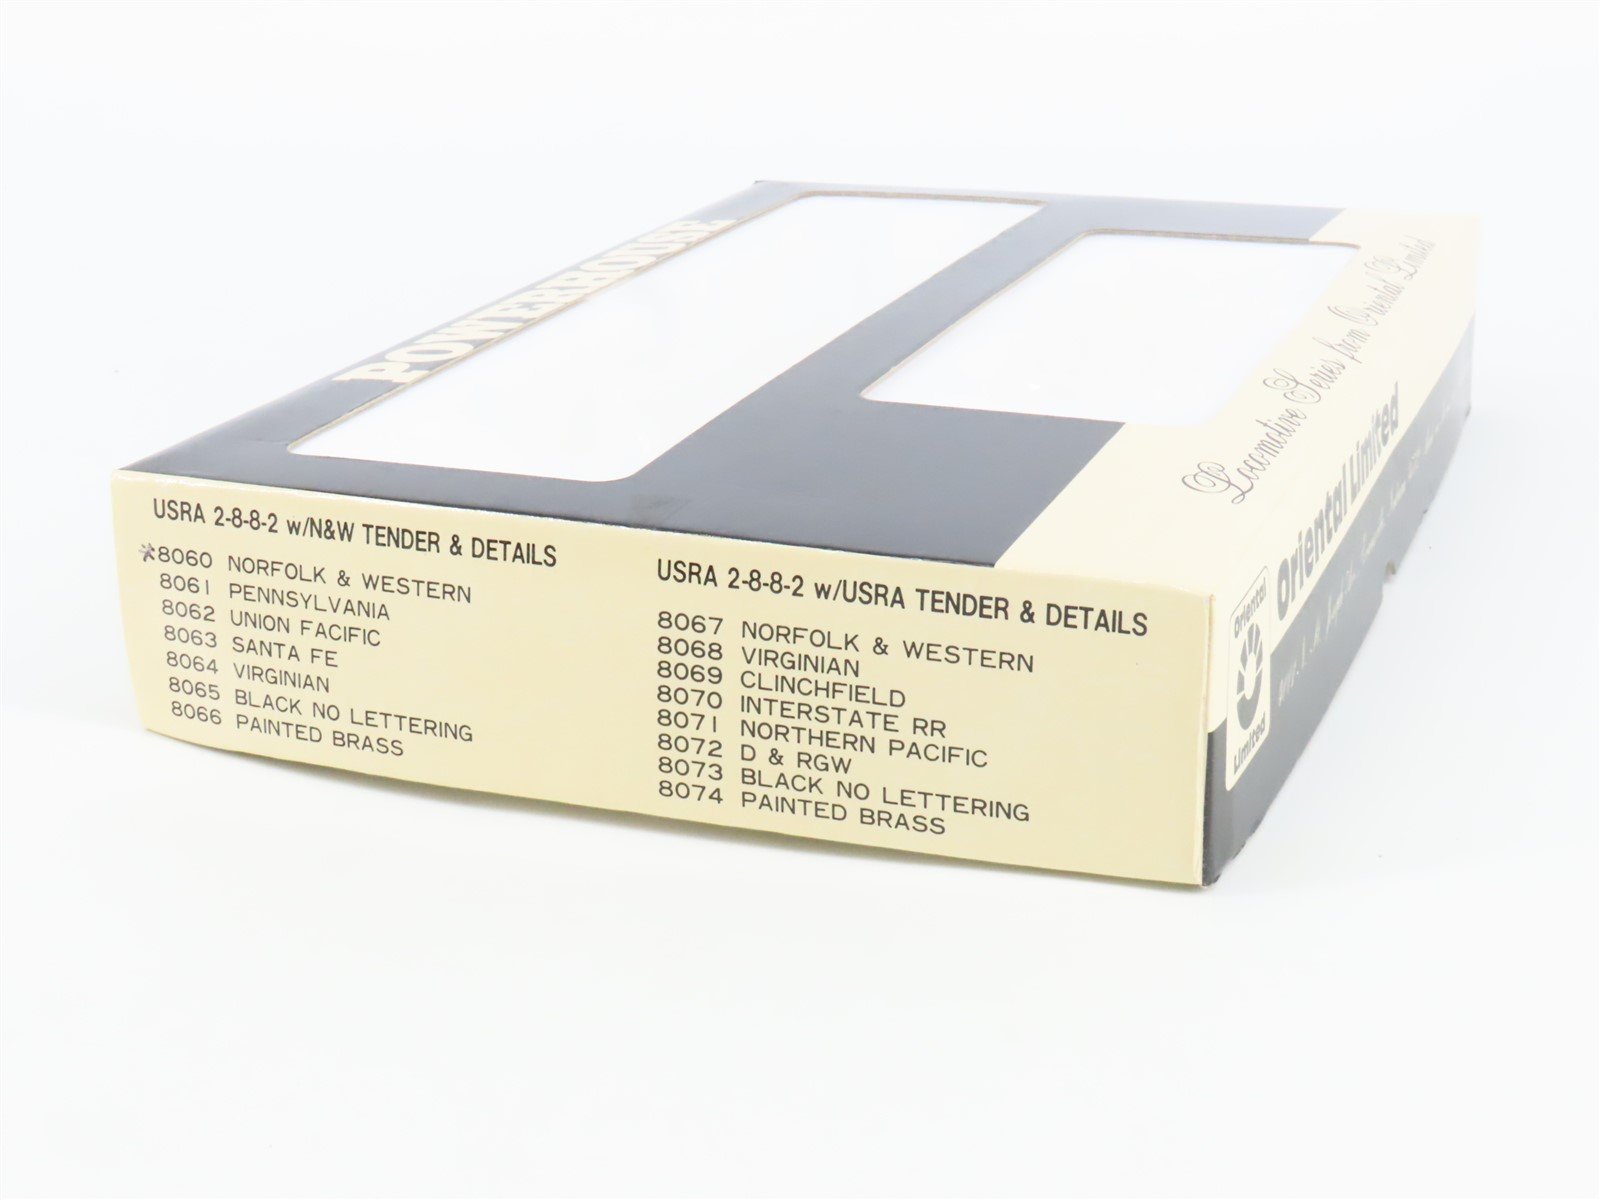 POWERHOUSE
Locomotive Series from Oriental Limited
Oriental Limited
Oriental
Limited
USRA 2-8-8-2 w/N&W TENDER & DETAILS
8060 NORFOLK & WESTERN
8061 PENNSYLVANIA
8062 UNION PACIFIC
8063 SANTA FE
8064 VIRGINIAN
8065 BLACK NO LETTERING
8066 PAINTED BRASS
USRA 2-8-8-2 w/USRA TENDER & DETAILS
8067 NORFOLK & WESTERN
8068 VIRGINIAN
8069 CLINCHFIELD
8070 INTERSTATE RR
8071 NORTHERN PACIFIC
8072 D & RGW
8073 BLACK NO LETTERING
8074 PAINTED BRASS